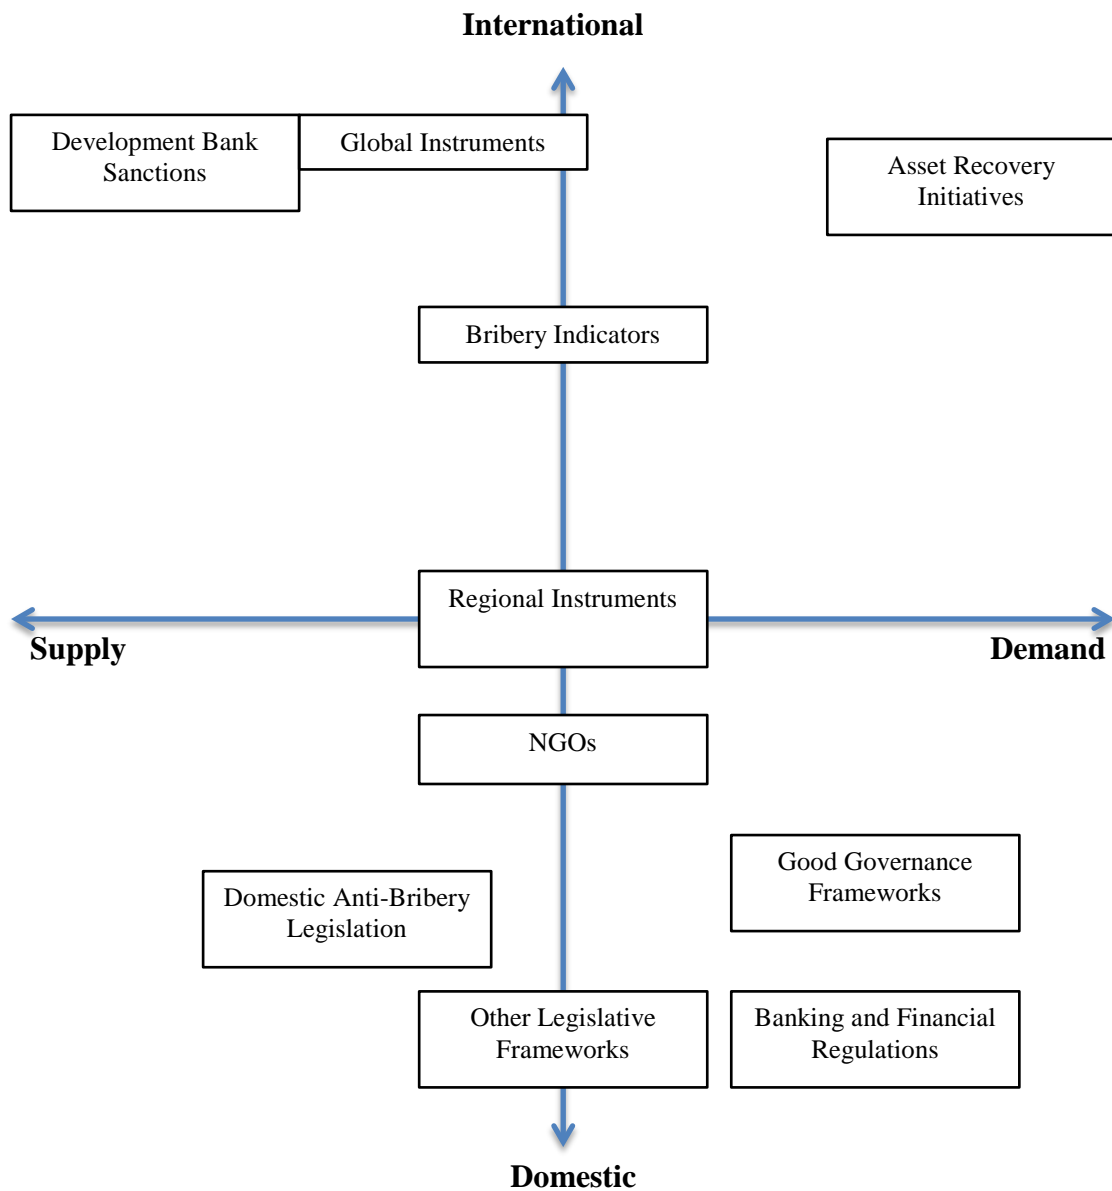 International
Development Bank
Sanctions
Global Instruments
Asset Recovery
Initiatives
Bribery Indicators
Regional Instruments
Supply
Demand
NGOs
Good Governance
Frameworks
Domestic Anti-Bribery
Legislation
Other Legislative
Frameworks
Banking and Financial
Regulations
Domestic